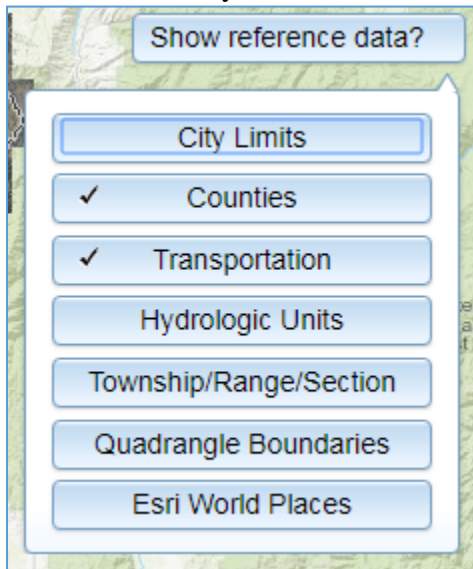 Show reference data?
City Limits
✓ Counties
✓ Transportation
Hydrologic Units
Township/Range/Section
Quadrangle Boundaries
Esri World Places